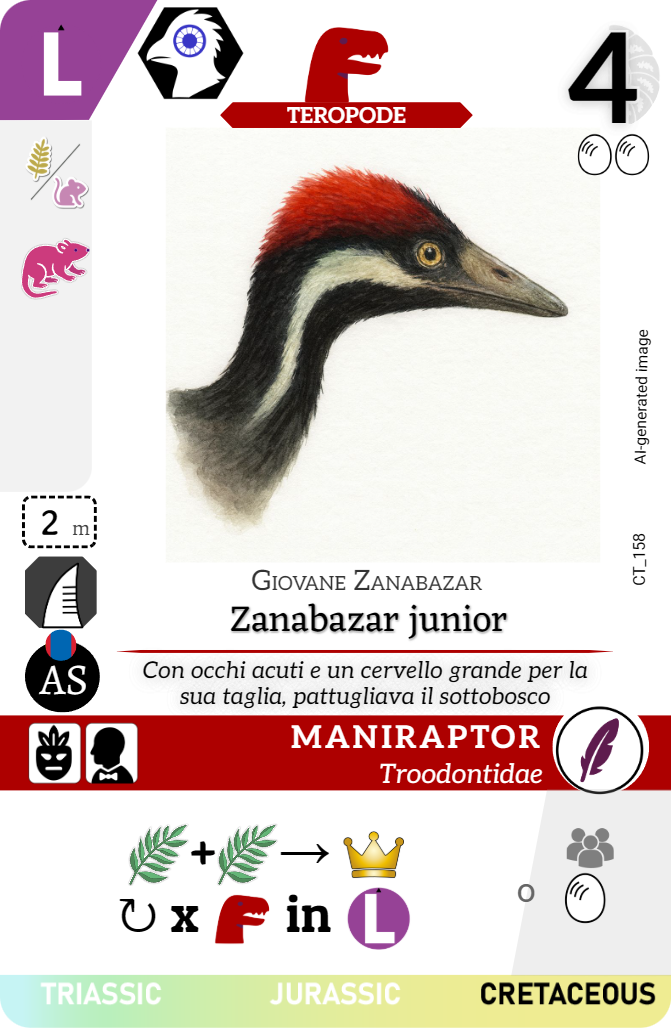 L
4
TEROPODE
AI-generated image
CT_158
2 m
AS
Giovane Zanabazar
Zanabazar junior
Con occhi acuti e un cervello grande per la
sua taglia, pattugliava il sottobosco
MANIRAPTOR
Troodontidae
+ →
↻ x in L
o
TRIASSIC JURASSIC CRETACEOUS